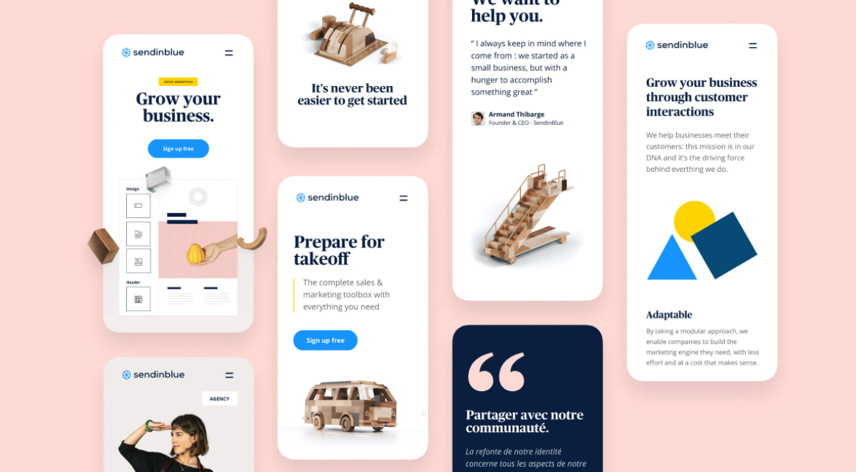 sendinblue
Grow your
business.
Sign up free
Design
Header
sendinblue
AGENCY
It's never been
easier to get started
sendinblue
Prepare for
takeoff
The complete sales &
marketing toolbox with
everything you need
Sign up free
We want to
help you.
“ I always keep in mind where I
come from : we started as a
small business, but with a
hunger to accomplish
something great ”
Armand Thibarge
Founder & CEO - SendinBlue
Partager avec notre
communauté.
La refonte de notre identité
concerne tous les aspects de notre
sendinblue
Grow your business
through customer
interactions
We help businesses meet their
customers: this mission is in our
DNA and it's the driving force
behind everthing we do.
Adaptable
By taking a modular approach, we
enable companies to build the
marketing engine they need, with less
effort and at a cost that makes sense.